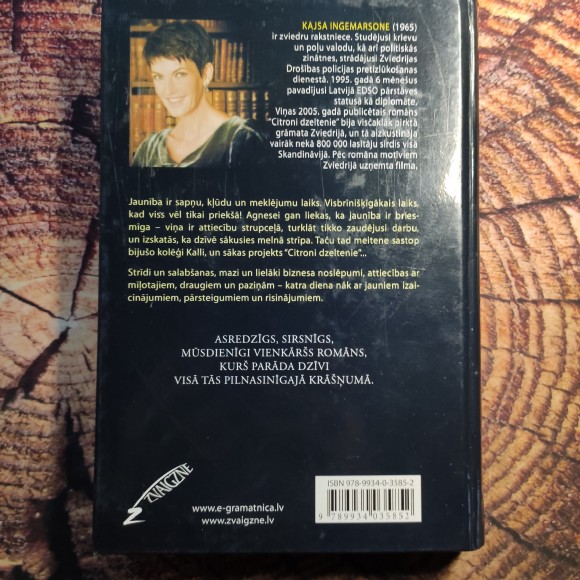 KAJSA INGEMARSONE (1965)
ir zviedru rakstniece. Studējusi krievu
un poļu valodu, kā arī politiskās
zinātnes, strādājusi Zviedrijas
Drošības policijas pretizlūkošanas
dienestā. 1995. gadā 6 mēnešus
pavadījusi Latvijā EDSO pārstāves
statusā kā diplomāte.
Viņas 2005. gadā publicētais romāns
"Citroni dzeltenie" bija visčaklāk pirktā
grāmata Zviedrijā, un tā aizkustināja
vairāk nekā 800 000 lasītāju sirdis visā
Skandināvijā. Pēc romāna motīviem
Zviedrijā uzņemta filma.
Jaunība ir sapņu, kļūdu un meklējumu laiks. Visbrīnišķīgākais laiks,
kad viss vēl tikai priekšā! Agnesei gan liekas, ka jaunība ir bries-
mīga – viņa ir attiecību strupceļā, turklāt tikko zaudējusi darbu,
un izskatās, ka dzīvē sākusies melnā strīpa. Taču tad meitene sastop
bijušo kolēģi Kalli, un sākas projekts "Citroni dzeltenie"...
Strīdi un salabšanas, mazi un lielāki biznesa noslēpumi, attiecības ar
mīļotajiem, draugiem un paziņām – katra diena nāk ar jauniem izai-
cinājumiem, pārsteigumiem un risinājumiem.
ASREDZĪGS, SIRSNĪGS,
MŪSDIENĪGI VIENKĀRŠS ROMĀNS,
KURŠ PARĀDA DZĪVI
VISĀ TĀS PILNASINĪGAJĀ KRĀŠŅUMĀ.
ZVAIGZNE
www.e-gramatnica.lv
www.zvaigzne.lv
ISBN 978-9934-0-3585-2
9 789934 035852